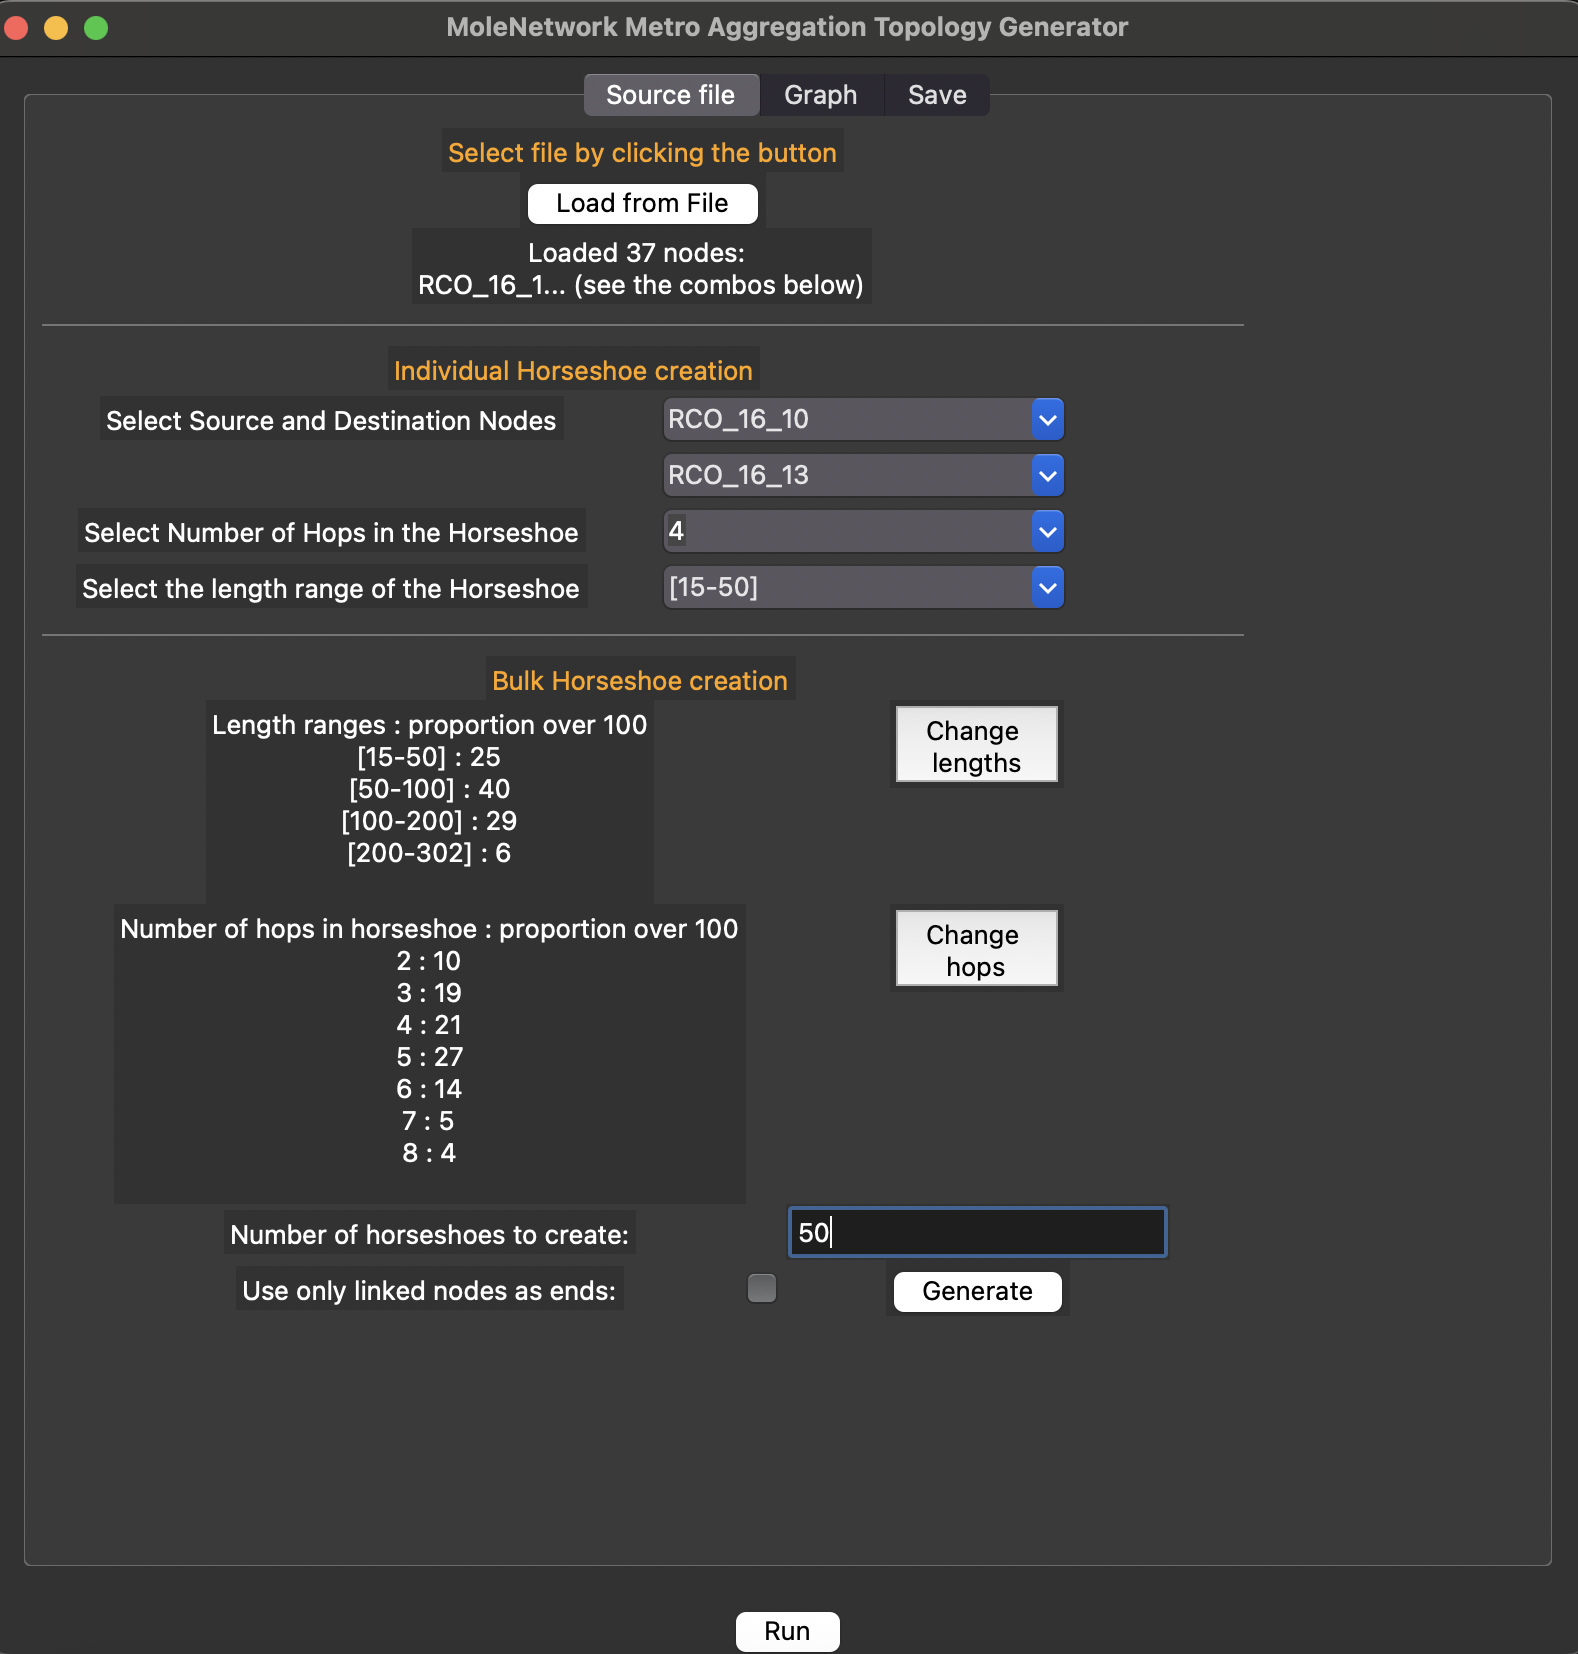 MoleNetwork Metro Aggregation Topology Generator
Source file
Graph
Save
Select file by clicking the button
Load from File
Loaded 37 nodes:
RCO_16_1... (see the combos below)
Individual Horseshoe creation
Select Source and Destination Nodes
RCO_16_10
RCO_16_13
Select Number of Hops in the Horseshoe
4
Select the length range of the Horseshoe
[15-50]
Bulk Horseshoe creation
Length ranges : proportion over 100
[15-50] : 25
[50-100] : 40
[100-200] : 29
[200-302] : 6
Change
lengths
Number of hops in horseshoe : proportion over 100
2 : 10
3 : 19
4 : 21
5 : 27
6 : 14
7 : 5
8 : 4
Change
hops
Number of horseshoes to create:
50
Use only linked nodes as ends:
Generate
Run